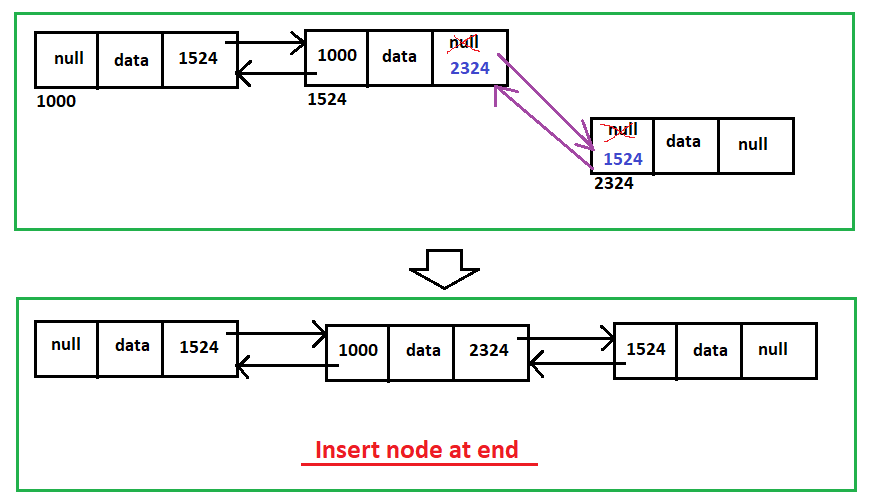 null data 1524
1000
1000 data null
2324
1524
null
1524 data null
2324
null data 1524
1000 data 2324
1524 data null
Insert node at end